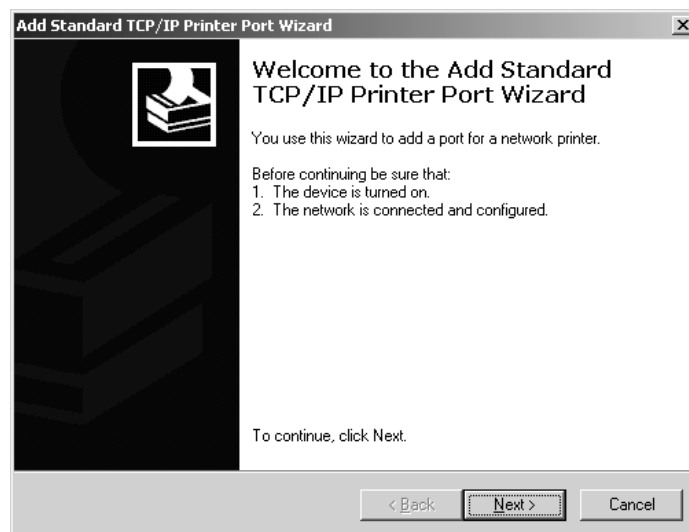 Add Standard TCP/IP Printer Port Wizard
Welcome to the Add Standard
TCP/IP Printer Port Wizard
You use this wizard to add a port for a network printer.
Before continuing be sure that:
1. The device is turned on.
2. The network is connected and configured.
To continue, click Next.
< Back Next > Cancel